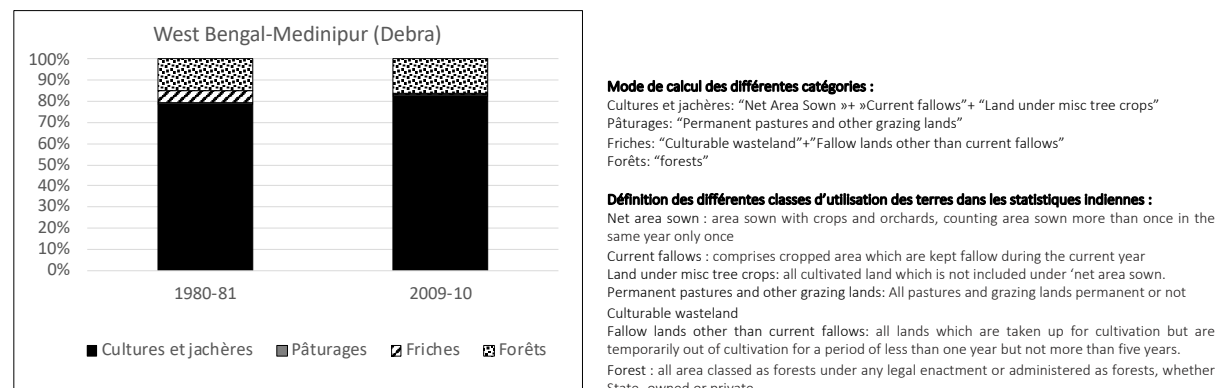 West Bengal-Medinipur (Debra)
100%
90%
80%
70%
60%
50%
40%
30%
20%
10%
0%
1980-81
2009-10
Cultures et jachères Pâturages Friches Forêts
Mode de calcul des différentes catégories :
Cultures et jachères: “Net Area Sown »+ »Current fallows”+ “Land under misc tree crops”
Pâturages: “Permanent pastures and other grazing lands”
Friches: “Culturable wasteland”+”Fallow lands other than current fallows”
Forêts: “forests”
Définition des différentes classes d’utilisation des terres dans les statistiques indiennes :
Net area sown : area sown with crops and orchards, counting area sown more than once in the
same year only once
Current fallows : comprises cropped area which are kept fallow during the current year
Land under misc tree crops: all cultivated land which is not included under ‘net area sown.
Permanent pastures and other grazing lands: All pastures and grazing lands permanent or not
Culturable wasteland
Fallow lands other than current fallows: all lands which are taken up for cultivation but are
temporarily out of cultivation for a period of less than one year but not more than five years.
Forest : all area classed as forests under any legal enactment or administered as forests, whether
State- owned or private